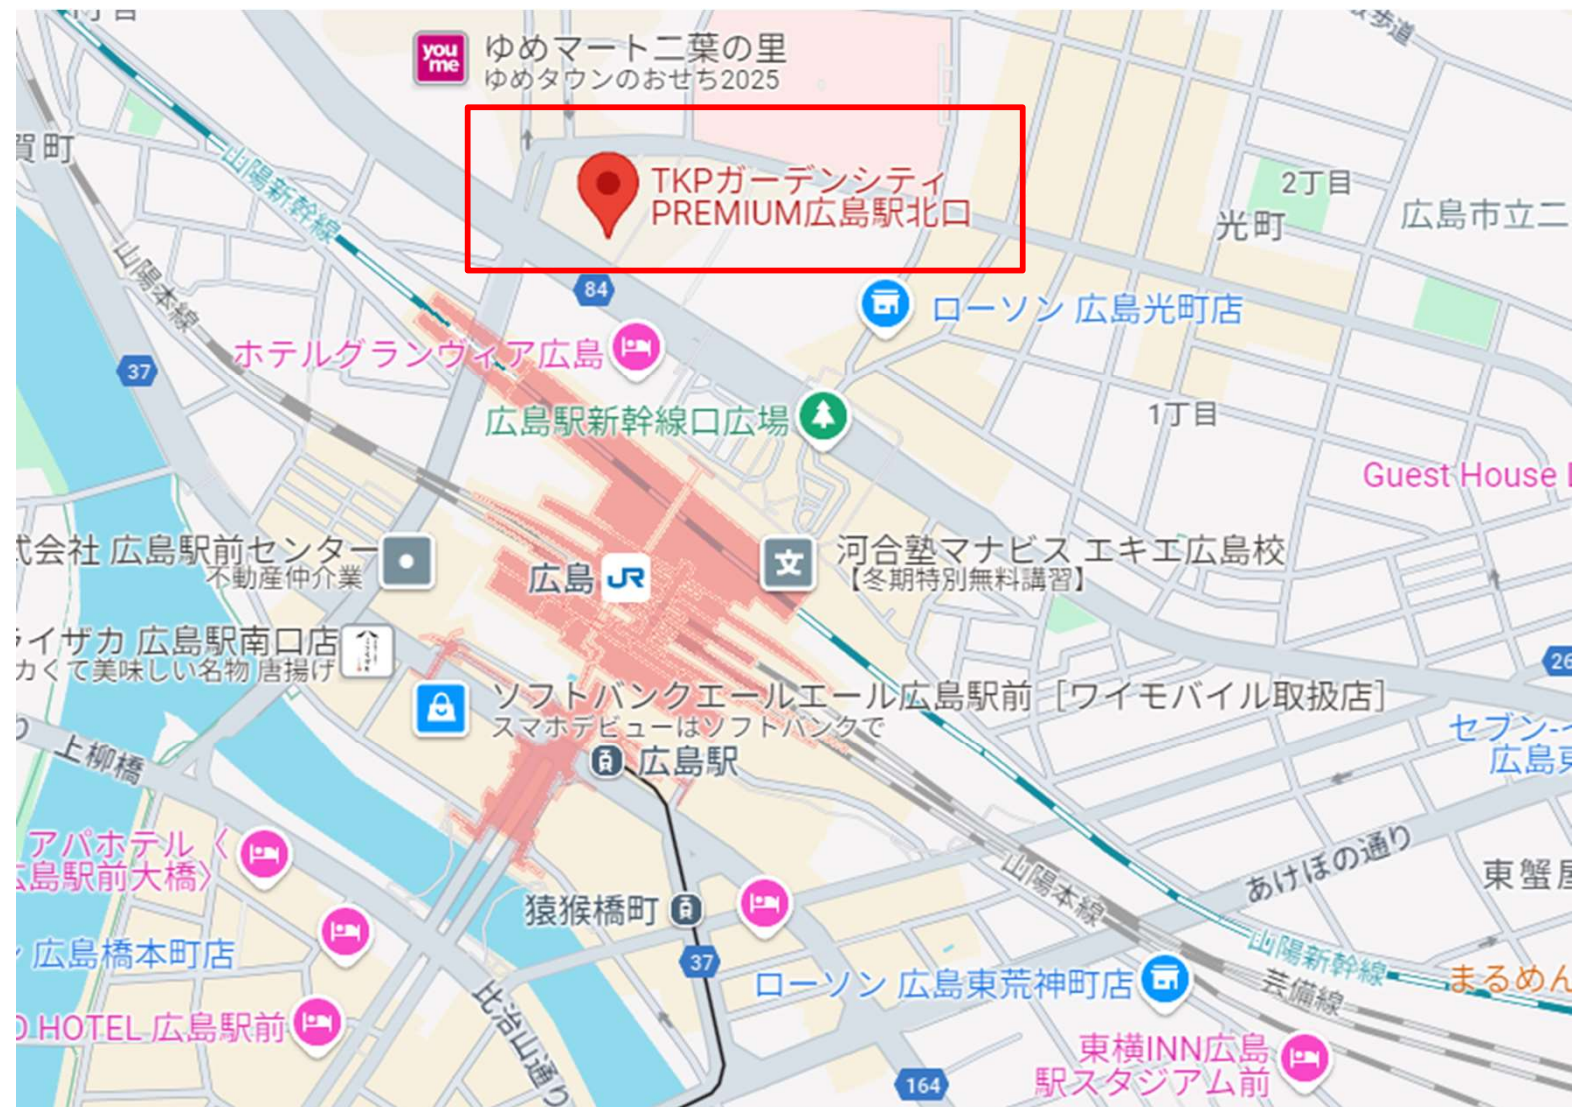 you
me
ゆめマート二葉の里
ゆめタウンのおせち2025
賀町
山陽新幹線
TKPガーデンシティ
PREMIUM広島駅北口
2丁目
光町
広島市立二
山陽本線
84
ローソン 広島光町店
37
ホテルグランヴィア広島
広島駅新幹線口広場
1丁目
Guest House
式会社 広島駅前センター
不動産仲介業
広島
JR
文
河合塾マナビス エキエ広島校
【冬期特別無料講習】
ライザカ 広島駅南口店
カくて美味しい名物 唐揚げ
26
ソフトバンクエールエール広島駅前 [ワイモバイル取扱店]
スマホデビューはソフトバンクで
り
上柳橋
広島駅
セブン-イ
広島東
アパホテル〈
広島駅前大橋〉
あけぼの通り
山陽本線
東蟹屋
猿猴橋町
広島橋本町店
37
山陽新幹線
ローソン 広島東荒神町店
芸備線
まるめん
比治山通り
HOTEL 広島駅前
東横INN広島
駅スタジアム前
164